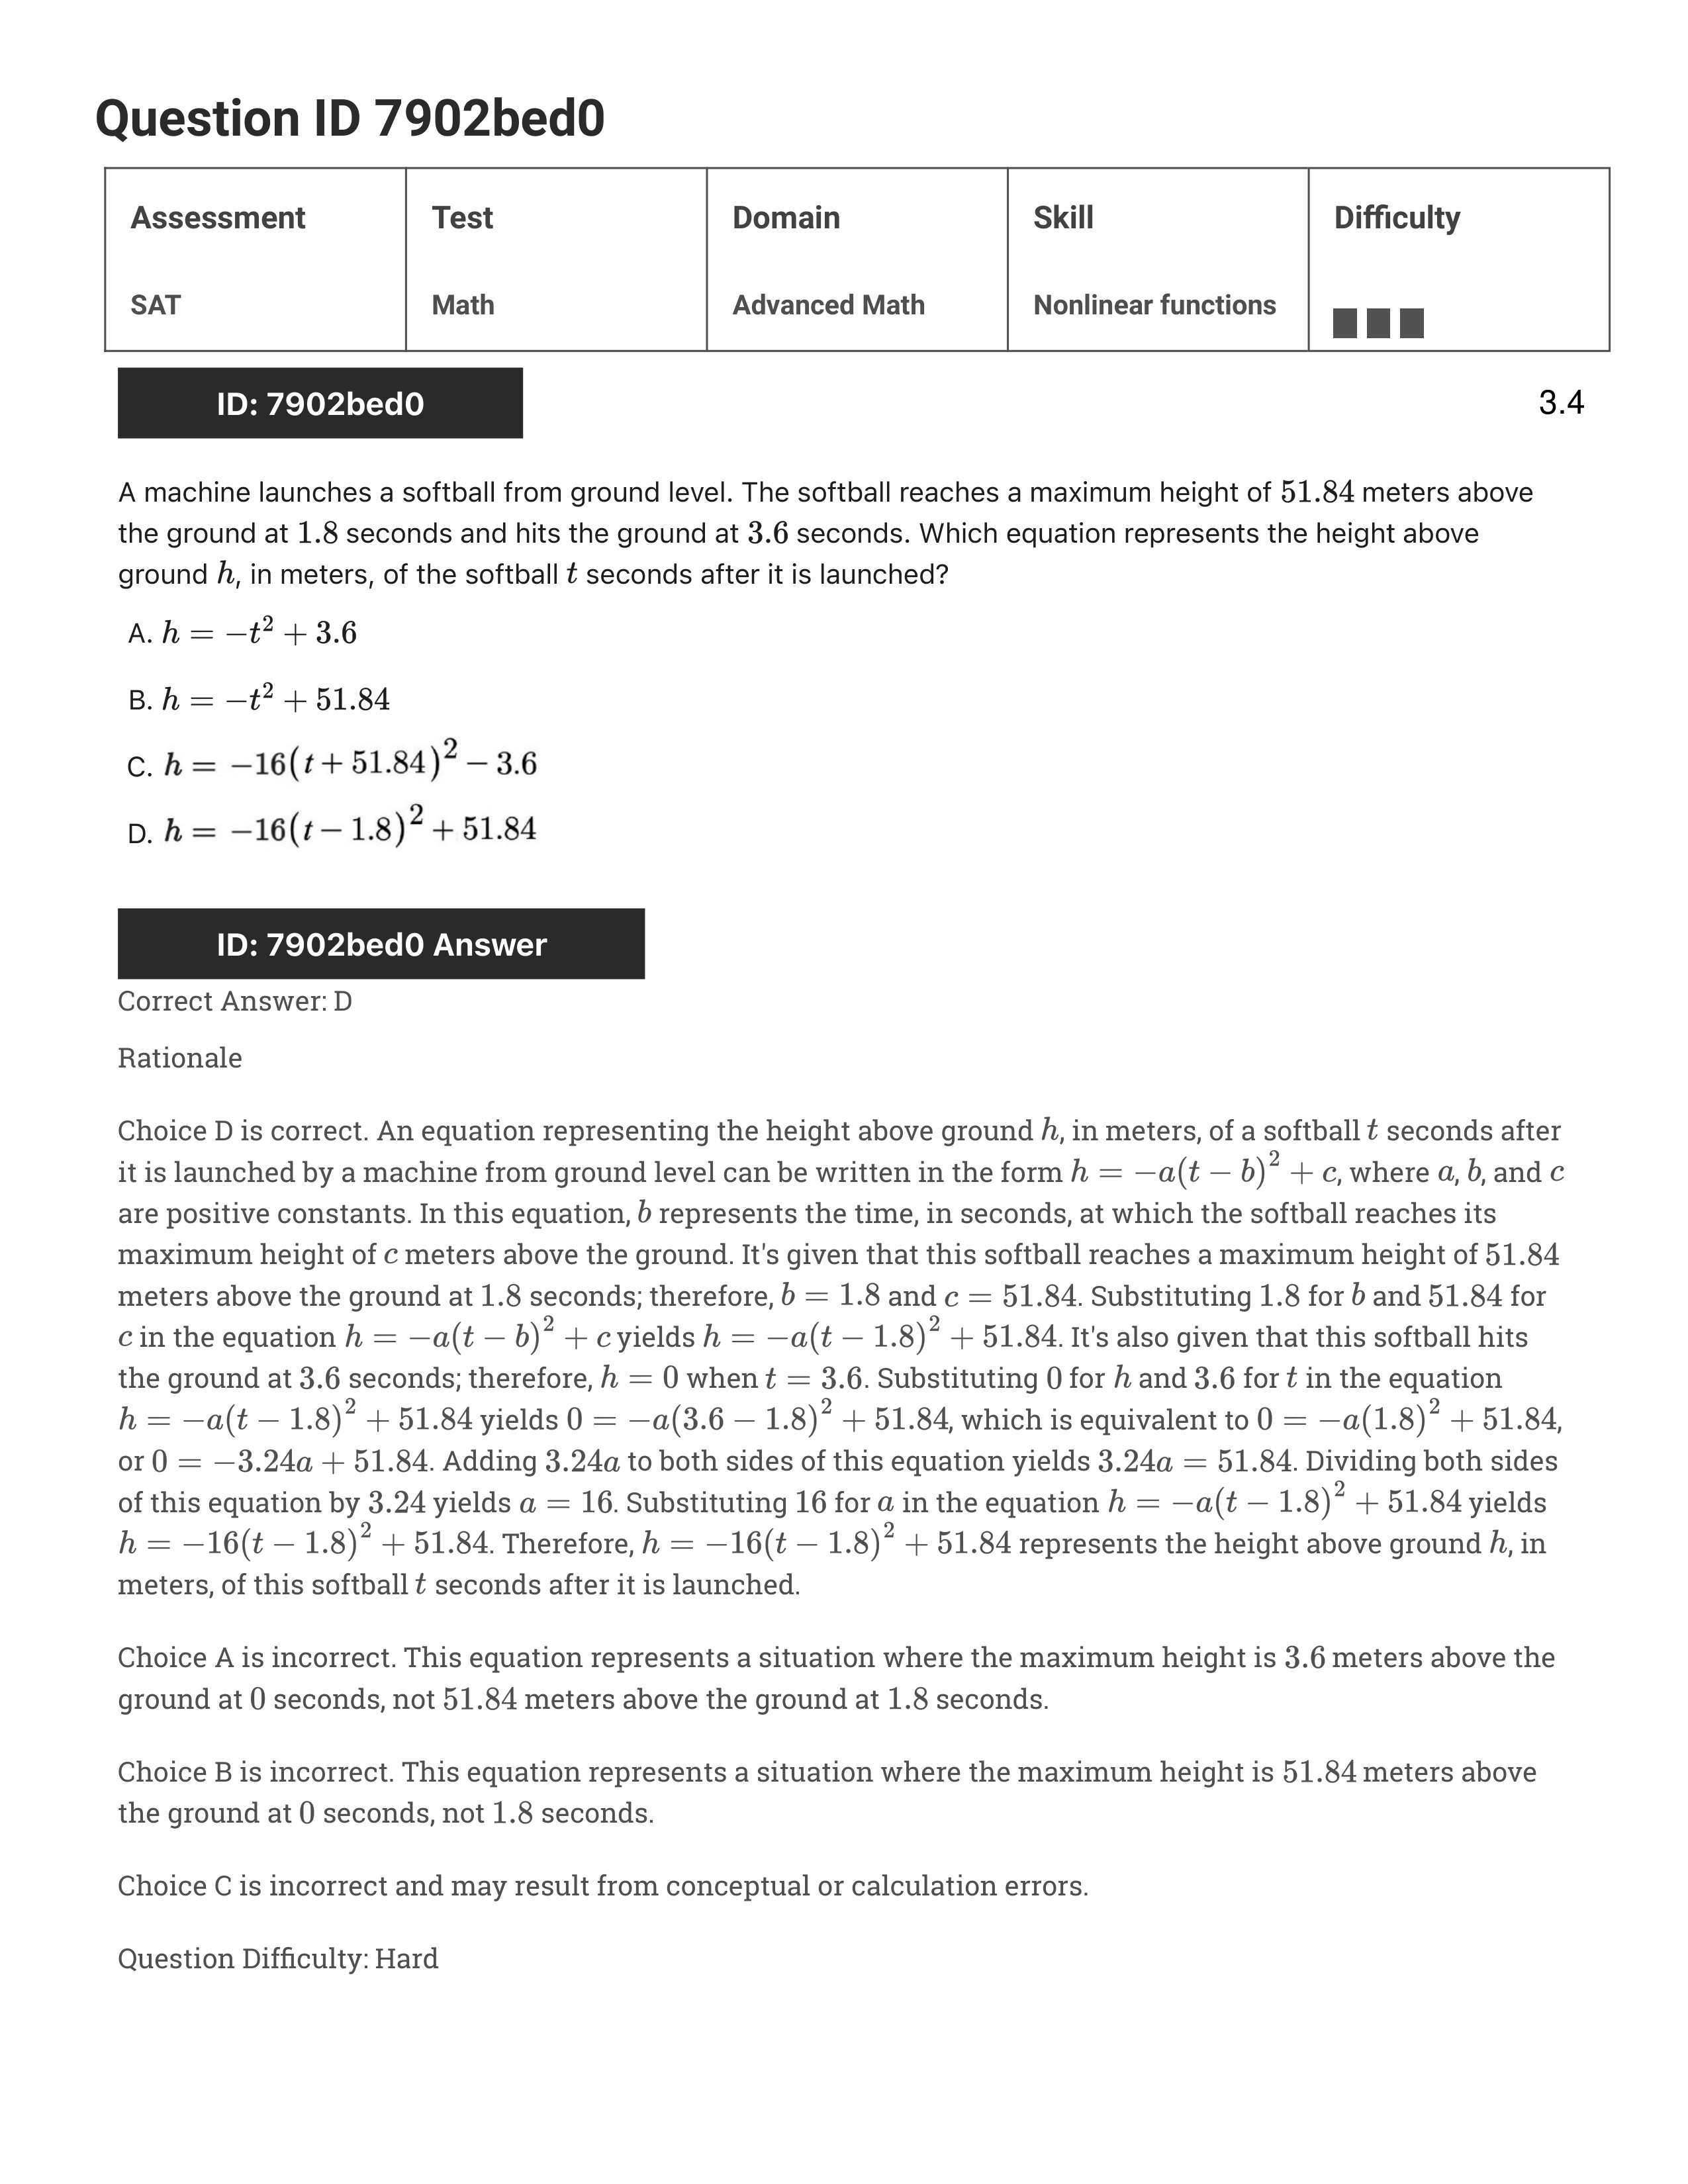 Question ID 7902bed0
Assessment Test Domain Skill Difficulty
SAT Math Advanced Math Nonlinear functions
ID: 7902bed0 3.4
A machine launches a softball from ground level. The softball reaches a maximum height of 51.84 meters above
the ground at 1.8 seconds and hits the ground at 3.6 seconds. Which equation represents the height above
ground h, in meters, of the softball t seconds after it is launched?
A. h = −t² + 3.6
B. h = −t² + 51.84
C. h = −16(t + 51.84)² − 3.6
D. h = −16(t − 1.8)² + 51.84
ID: 7902bed0 Answer
Correct Answer: D
Rationale
Choice D is correct. An equation representing the height above ground h, in meters, of a softball t seconds after
it is launched by a machine from ground level can be written in the form h = −a(t − b)² + c, where a, b, and c
are positive constants. In this equation, b represents the time, in seconds, at which the softball reaches its
maximum height of c meters above the ground. It's given that this softball reaches a maximum height of 51.84
meters above the ground at 1.8 seconds; therefore, b = 1.8 and c = 51.84. Substituting 1.8 for b and 51.84 for
c in the equation h = −a(t − b)² + c yields h = −a(t − 1.8)² + 51.84. It's also given that this softball hits
the ground at 3.6 seconds; therefore, h = 0 when t = 3.6. Substituting 0 for h and 3.6 for t in the equation
h = −a(t − 1.8)² + 51.84 yields 0 = −a(3.6 − 1.8)² + 51.84, which is equivalent to 0 = −a(1.8)² + 51.84,
or 0 = −3.24a + 51.84. Adding 3.24a to both sides of this equation yields 3.24a = 51.84. Dividing both sides
of this equation by 3.24 yields a = 16. Substituting 16 for a in the equation h = −a(t − 1.8)² + 51.84 yields
h = −16(t − 1.8)² + 51.84. Therefore, h = −16(t − 1.8)² + 51.84 represents the height above ground h, in
meters, of this softball t seconds after it is launched.
Choice A is incorrect. This equation represents a situation where the maximum height is 3.6 meters above the
ground at 0 seconds, not 51.84 meters above the ground at 1.8 seconds.
Choice B is incorrect. This equation represents a situation where the maximum height is 51.84 meters above
the ground at 0 seconds, not 1.8 seconds.
Choice C is incorrect and may result from conceptual or calculation errors.
Question Difficulty: Hard